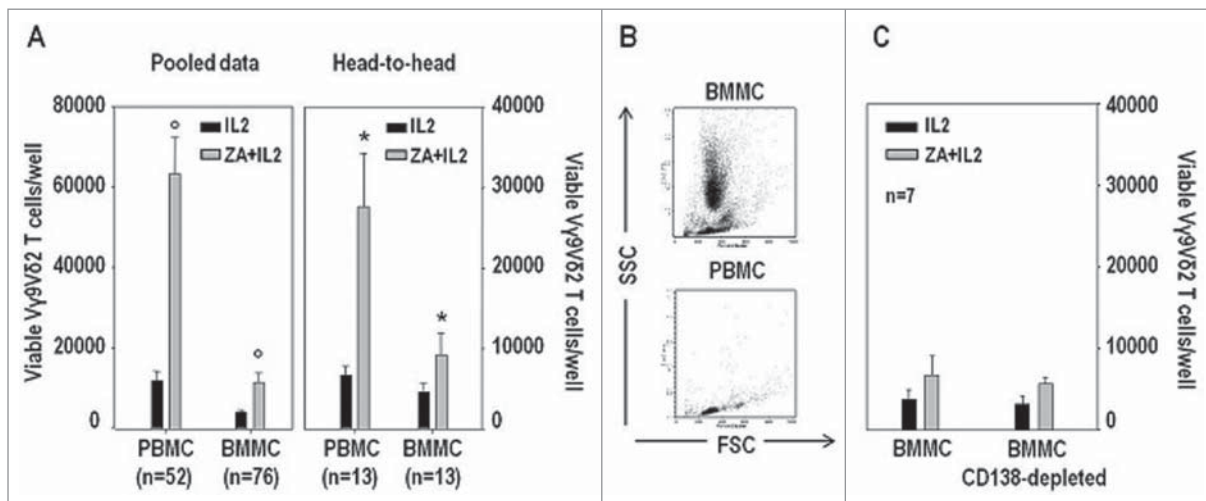 A
B
C
Pooled data
Head-to-head
BMMC
PBMC
80000
60000
40000
20000
0
40000
30000
20000
10000
0
40000
30000
20000
10000
0
IL2
ZA+IL2
IL2
ZA+IL2
IL2
ZA+IL2
n=7
Viable Vγ9Vδ2 T cells/well
Viable Vγ9Vδ2 T cells/well
Viable Vγ9Vδ2 T cells/well
SSC
FSC
PBMC
(n=52)
BMMC
(n=76)
PBMC
(n=13)
BMMC
(n=13)
BMMC
BMMC
CD138-depleted